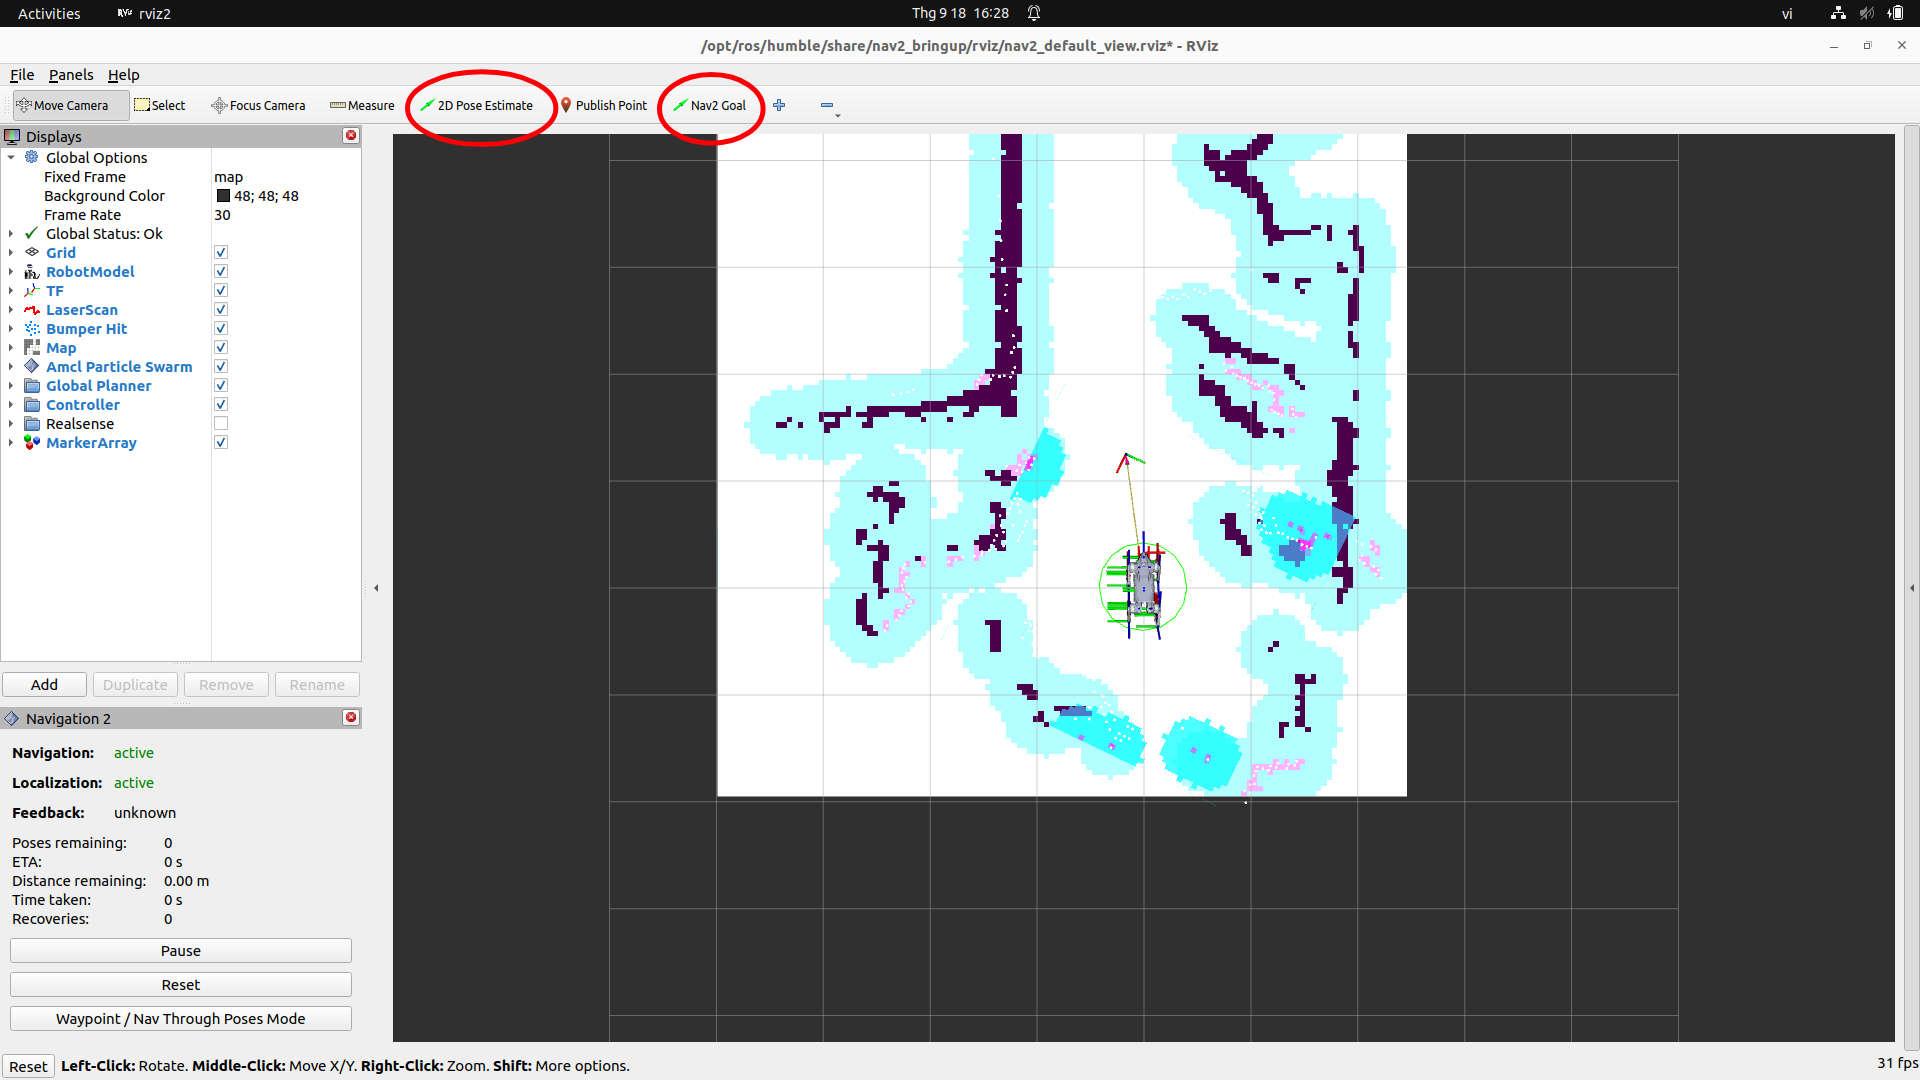 Activities rviz2 Thg 9 18 16:28 vi
/opt/ros/humble/share/nav2_bringup/rviz/nav2_default_view.rviz* - RViz
File Panels Help
Move Camera Select Focus Camera Measure 2D Pose Estimate Publish Point Nav2 Goal
Displays
Global Options
Fixed Frame map
Background Color 48; 48; 48
Frame Rate 30
Global Status: Ok
Grid
RobotModel
TF
LaserScan
Bumper Hit
Map
Amcl Particle Swarm
Global Planner
Controller
Realsense
MarkerArray
Add Duplicate Remove Rename
Navigation 2
Navigation: active
Localization: active
Feedback: unknown
Poses remaining: 0
ETA: 0 s
Distance remaining: 0.00 m
Time taken: 0 s
Recoveries: 0
Pause
Reset
Waypoint / Nav Through Poses Mode
Reset Left-Click: Rotate. Middle-Click: Move X/Y. Right-Click: Zoom. Shift: More options. 31 fps